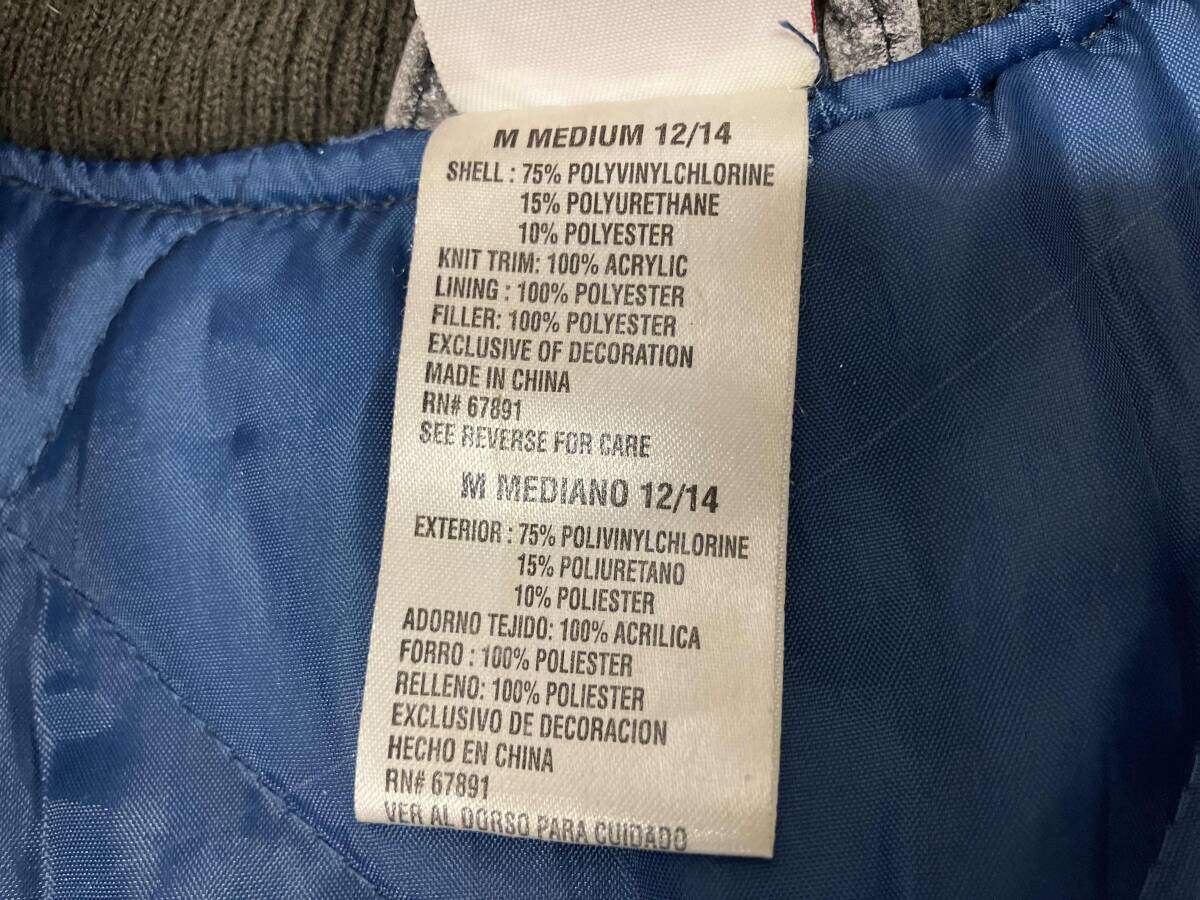 M MEDIUM 12/14
SHELL : 75% POLYVINYLCHLORINE
15% POLYURETHANE
10% POLYESTER
KNIT TRIM: 100% ACRYLIC
LINING : 100% POLYESTER
FILLER: 100% POLYESTER
EXCLUSIVE OF DECORATION
MADE IN CHINA
RN# 67891
SEE REVERSE FOR CARE
M MEDIANO 12/14
EXTERIOR : 75% POLIVINYLCHLORINE
15% POLIURETANO
10% POLIESTER
ADORNO TEJIDO: 100% ACRILICA
FORRO : 100% POLIESTER
RELLENO: 100% POLIESTER
EXCLUSIVO DE DECORACION
HECHO EN CHINA
RN# 67891
VER AL DORSO PARA CUIDADO